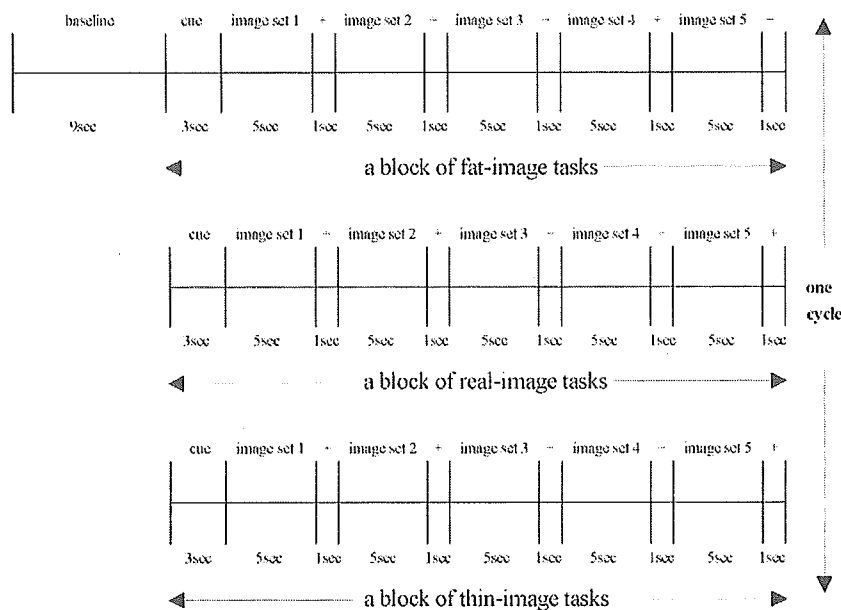 baseline cue image set 1 + image set 2 image set 3 image set 4 + image set 5
9sec 3sec 5sec 1sec 5sec 1sec 5sec 1sec 5sec 1sec 5sec 1sec
a block of fat-image tasks
cue image set 1 image set 2 + image set 3 image set 4 image set 5 +
3sec 5sec 1sec 5sec 1sec 5sec 1sec 5sec 1sec 5sec 1sec
a block of real-image tasks
one
cycle
cue image set 1 image set 2 + image set 3 image set 4 image set 5 +
3sec 5sec 1sec 5sec 1sec 5sec 1sec 5sec 1sec 5sec 1sec
a block of thin-image tasks